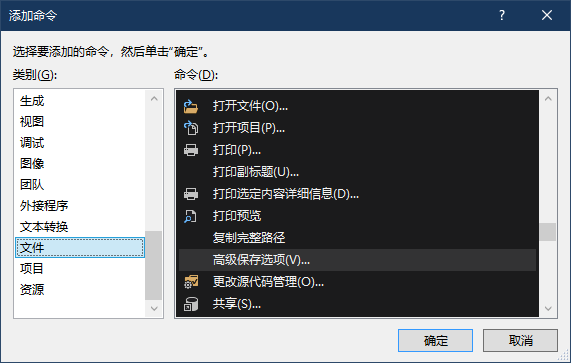 添加命令
选择要添加的命令，然后单击“确定”。
类别(G):
命令(D):
生成
视图
调试
图像
团队
外接程序
文本转换
文件
项目
资源
打开文件(O)...
打开项目(P)...
打印(P)...
打印副标题(U)...
打印选定内容详细信息(D)...
打印预览
复制完整路径
高级保存选项(V)...
更改源代码管理(O)...
共享(S)...
确定
取消